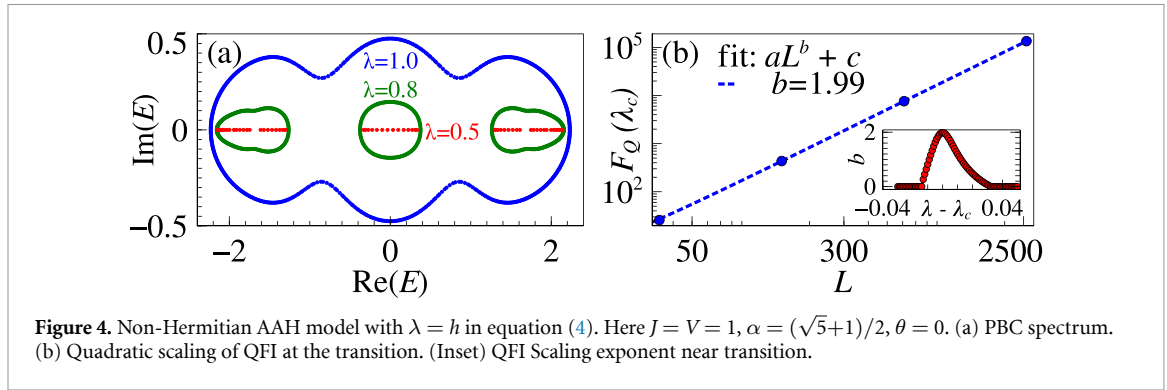 (a)
(b)
0.5
0
−0.5
Im(E)
λ=1.0
λ=0.8
λ=0.5
−2
0
2
Re(E)
10⁵
10²
F_Q (λ_c)
fit: aL^b + c
b=1.99
2
0
b
−0.04
λ - λ_c
0.04
50
300
2500
L
Figure 4. Non-Hermitian AAH model with λ = h in equation (4). Here J = V = 1, α = (√5+1)/2, θ = 0. (a) PBC spectrum.
(b) Quadratic scaling of QFI at the transition. (Inset) QFI Scaling exponent near transition.